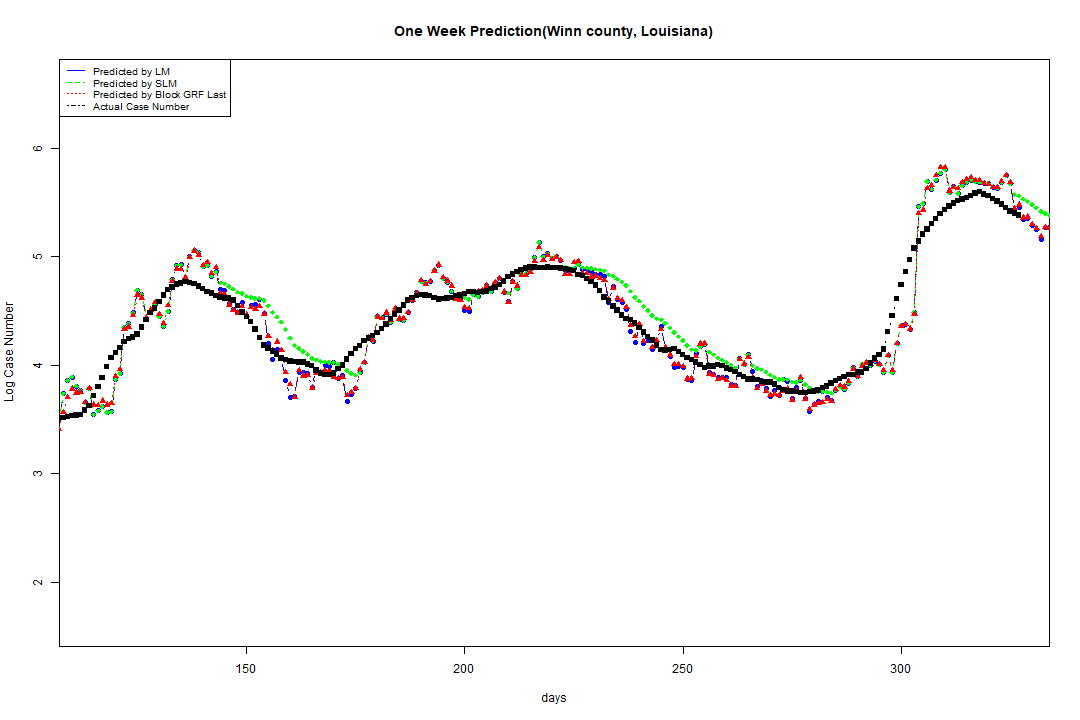 One Week Prediction(Winn county, Louisiana)
Predicted by LM
Predicted by SLM
Predicted by Block GRF Last
Actual Case Number
Log Case Number
6
5
4
3
2
150
200
250
300
days